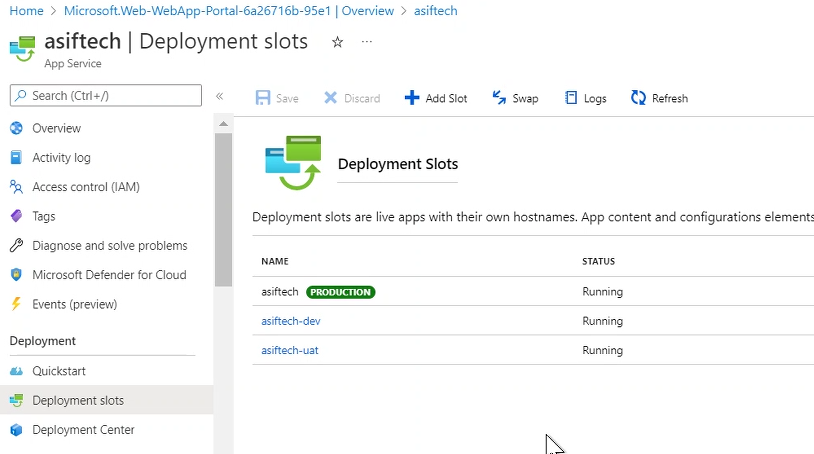 Home > Microsoft.Web-WebApp-Portal-6a26716b-95e1 | Overview > asiftech
asiftech | Deployment slots ☆ ...
App Service
Search (Ctrl+/) «
Save Discard Add Slot Swap Logs Refresh
Overview
Activity log
Access control (IAM)
Tags
Diagnose and solve problems
Microsoft Defender for Cloud
Events (preview)
Deployment
Quickstart
Deployment slots
Deployment Center
Deployment Slots
Deployment slots are live apps with their own hostnames. App content and configurations elements
NAME STATUS
asiftech PRODUCTION Running
asiftech-dev Running
asiftech-uat Running